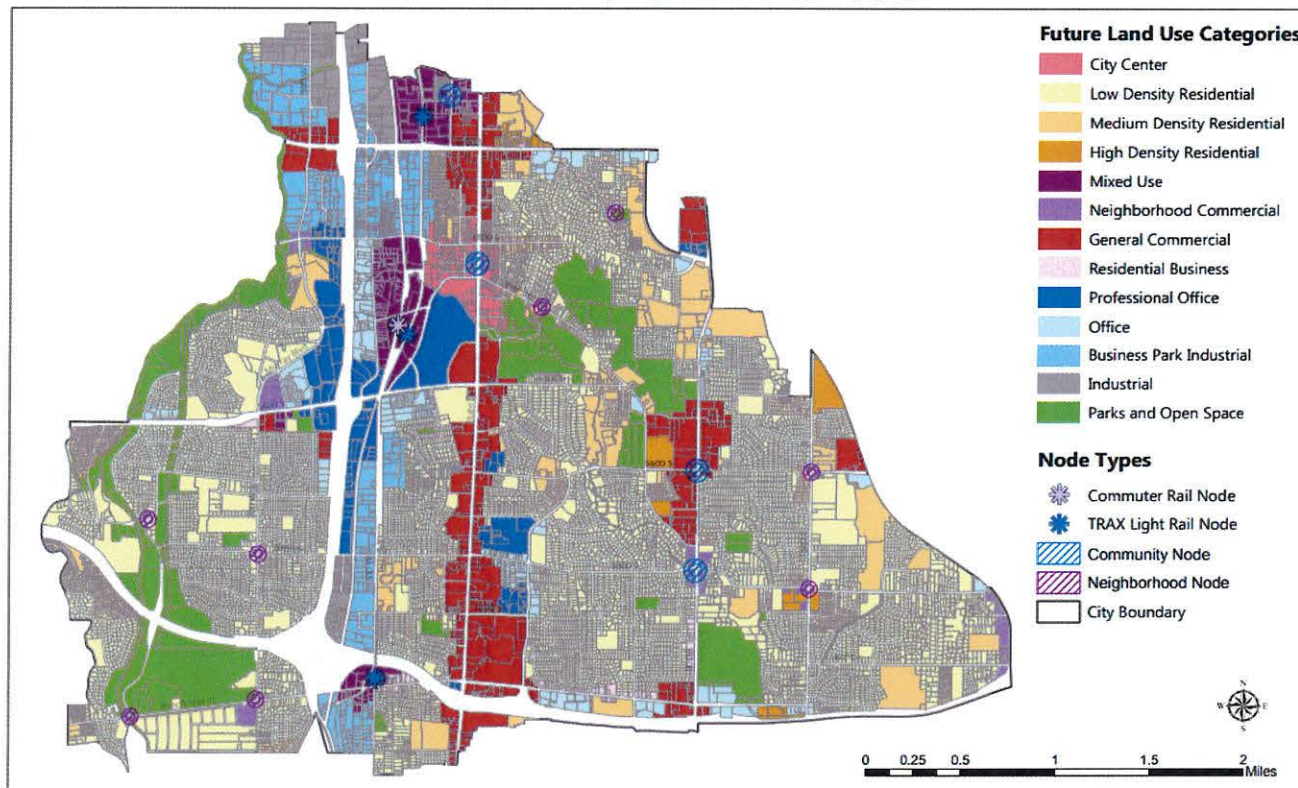 Future Land Use Categories
City Center
Low Density Residential
Medium Density Residential
High Density Residential
Mixed Use
Neighborhood Commercial
General Commercial
Residential Business
Professional Office
Office
Business Park Industrial
Industrial
Parks and Open Space
Node Types
Commuter Rail Node
TRAX Light Rail Node
Community Node
Neighborhood Node
City Boundary
6600 S
N
W E
S
0 0.25 0.5 1 1.5 2
Miles